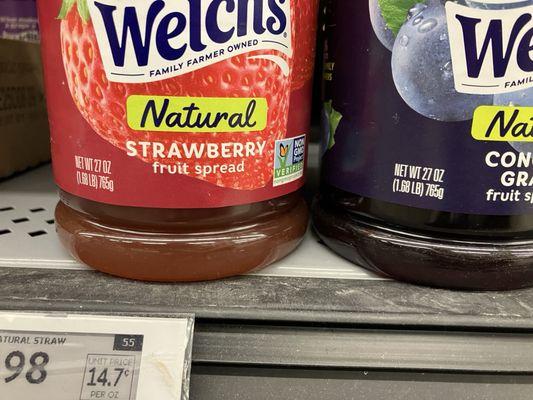 Welch's
FAMILY FARMER OWNED
Natural
STRAWBERRY
fruit spread
NET WT 27 OZ
(1.68 LB) 765g
NON
GMO
Project
VERIFIED
We
FAMILY
Nat
CON
GRA
fruit sp
NET WT 27 OZ
(1.68 LB) 765g
ATURAL STRAW 55
98
UNIT PRICE
14.7¢
PER OZ